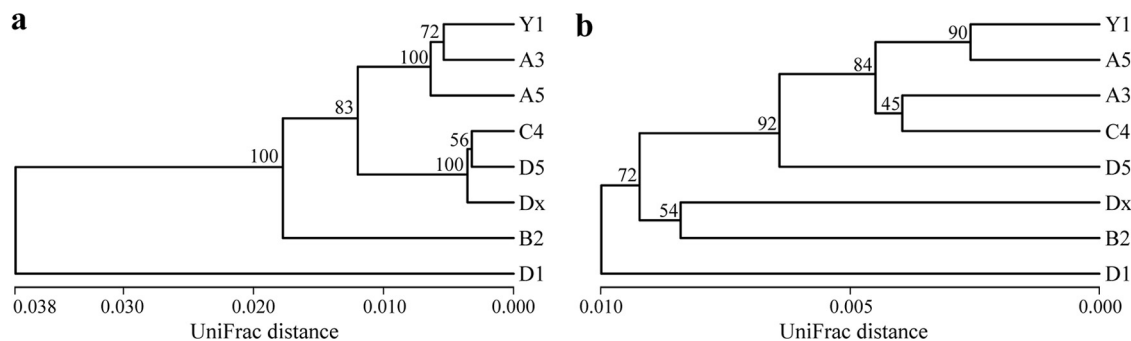 a
72
Y1
A3
100
A5
83
56
C4
100
D5
100
Dx
B2
D1
0.038 0.030 0.020 0.010 0.000
UniFrac distance
b
90
Y1
A5
84
45
A3
C4
92
D5
72
54
Dx
B2
D1
0.010 0.005 0.000
UniFrac distance